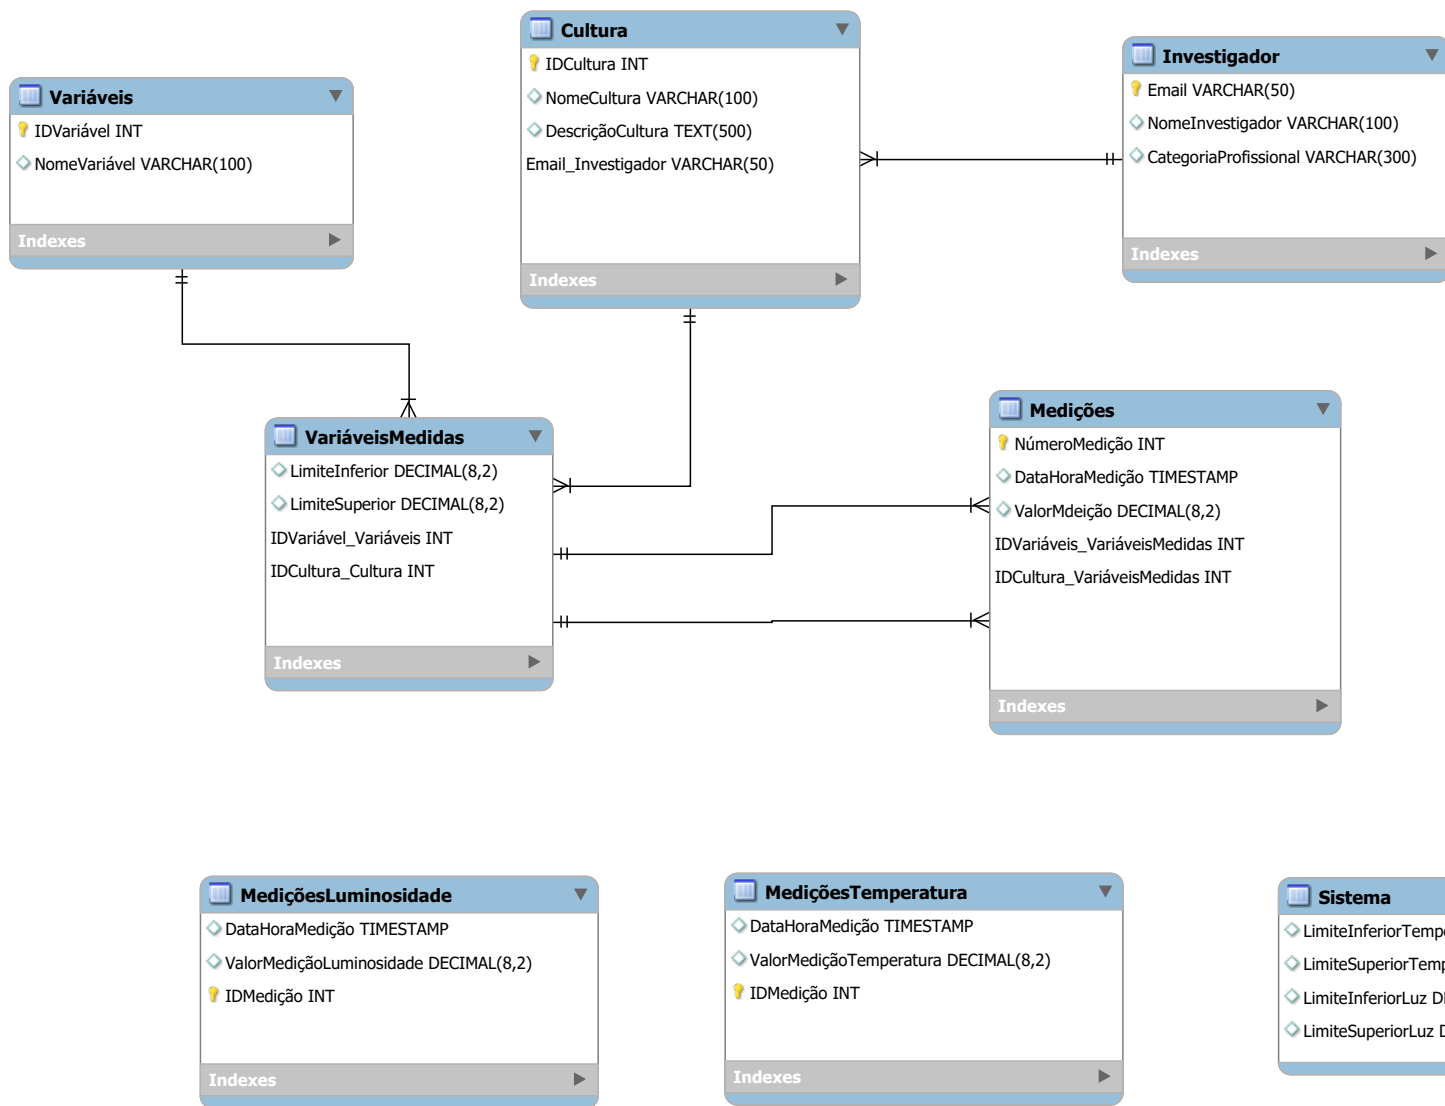 Variáveis
IDVariável INT
NomeVariável VARCHAR(100)
Indexes
Cultura
IDCultura INT
NomeCultura VARCHAR(100)
DescriçãoCultura TEXT(500)
Email_Investigador VARCHAR(50)
Indexes
Investigador
Email VARCHAR(50)
NomeInvestigador VARCHAR(100)
CategoriaProfissional VARCHAR(300)
Indexes
VariáveisMedidas
LimiteInferior DECIMAL(8,2)
LimiteSuperior DECIMAL(8,2)
IDVariável_Variáveis INT
IDCultura_Cultura INT
Indexes
Medições
NúmeroMedição INT
DataHoraMedição TIMESTAMP
ValorMdeição DECIMAL(8,2)
IDVariáveis_VariáveisMedidas INT
IDCultura_VariáveisMedidas INT
Indexes
MediçõesLuminosidade
DataHoraMedição TIMESTAMP
ValorMediçãoLuminosidade DECIMAL(8,2)
IDMedição INT
Indexes
MediçõesTemperatura
DataHoraMedição TIMESTAMP
ValorMediçãoTemperatura DECIMAL(8,2)
IDMedição INT
Indexes
Sistema
LimiteInferiorTemp
LimiteSuperiorTemp
LimiteInferiorLuz
LimiteSuperiorLuz